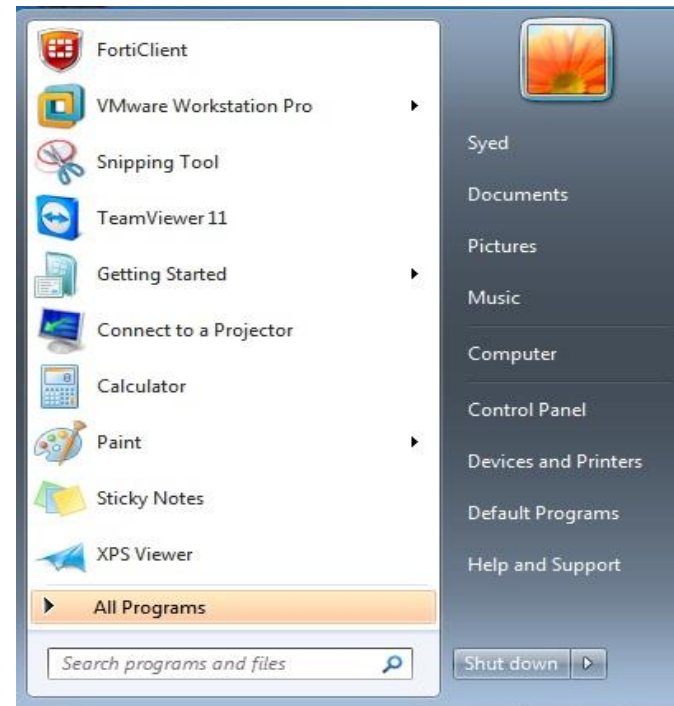 FortiClient
VMware Workstation Pro
Snipping Tool
TeamViewer 11
Getting Started
Connect to a Projector
Calculator
Paint
Sticky Notes
XPS Viewer
All Programs
Search programs and files
Syed
Documents
Pictures
Music
Computer
Control Panel
Devices and Printers
Default Programs
Help and Support
Shut down